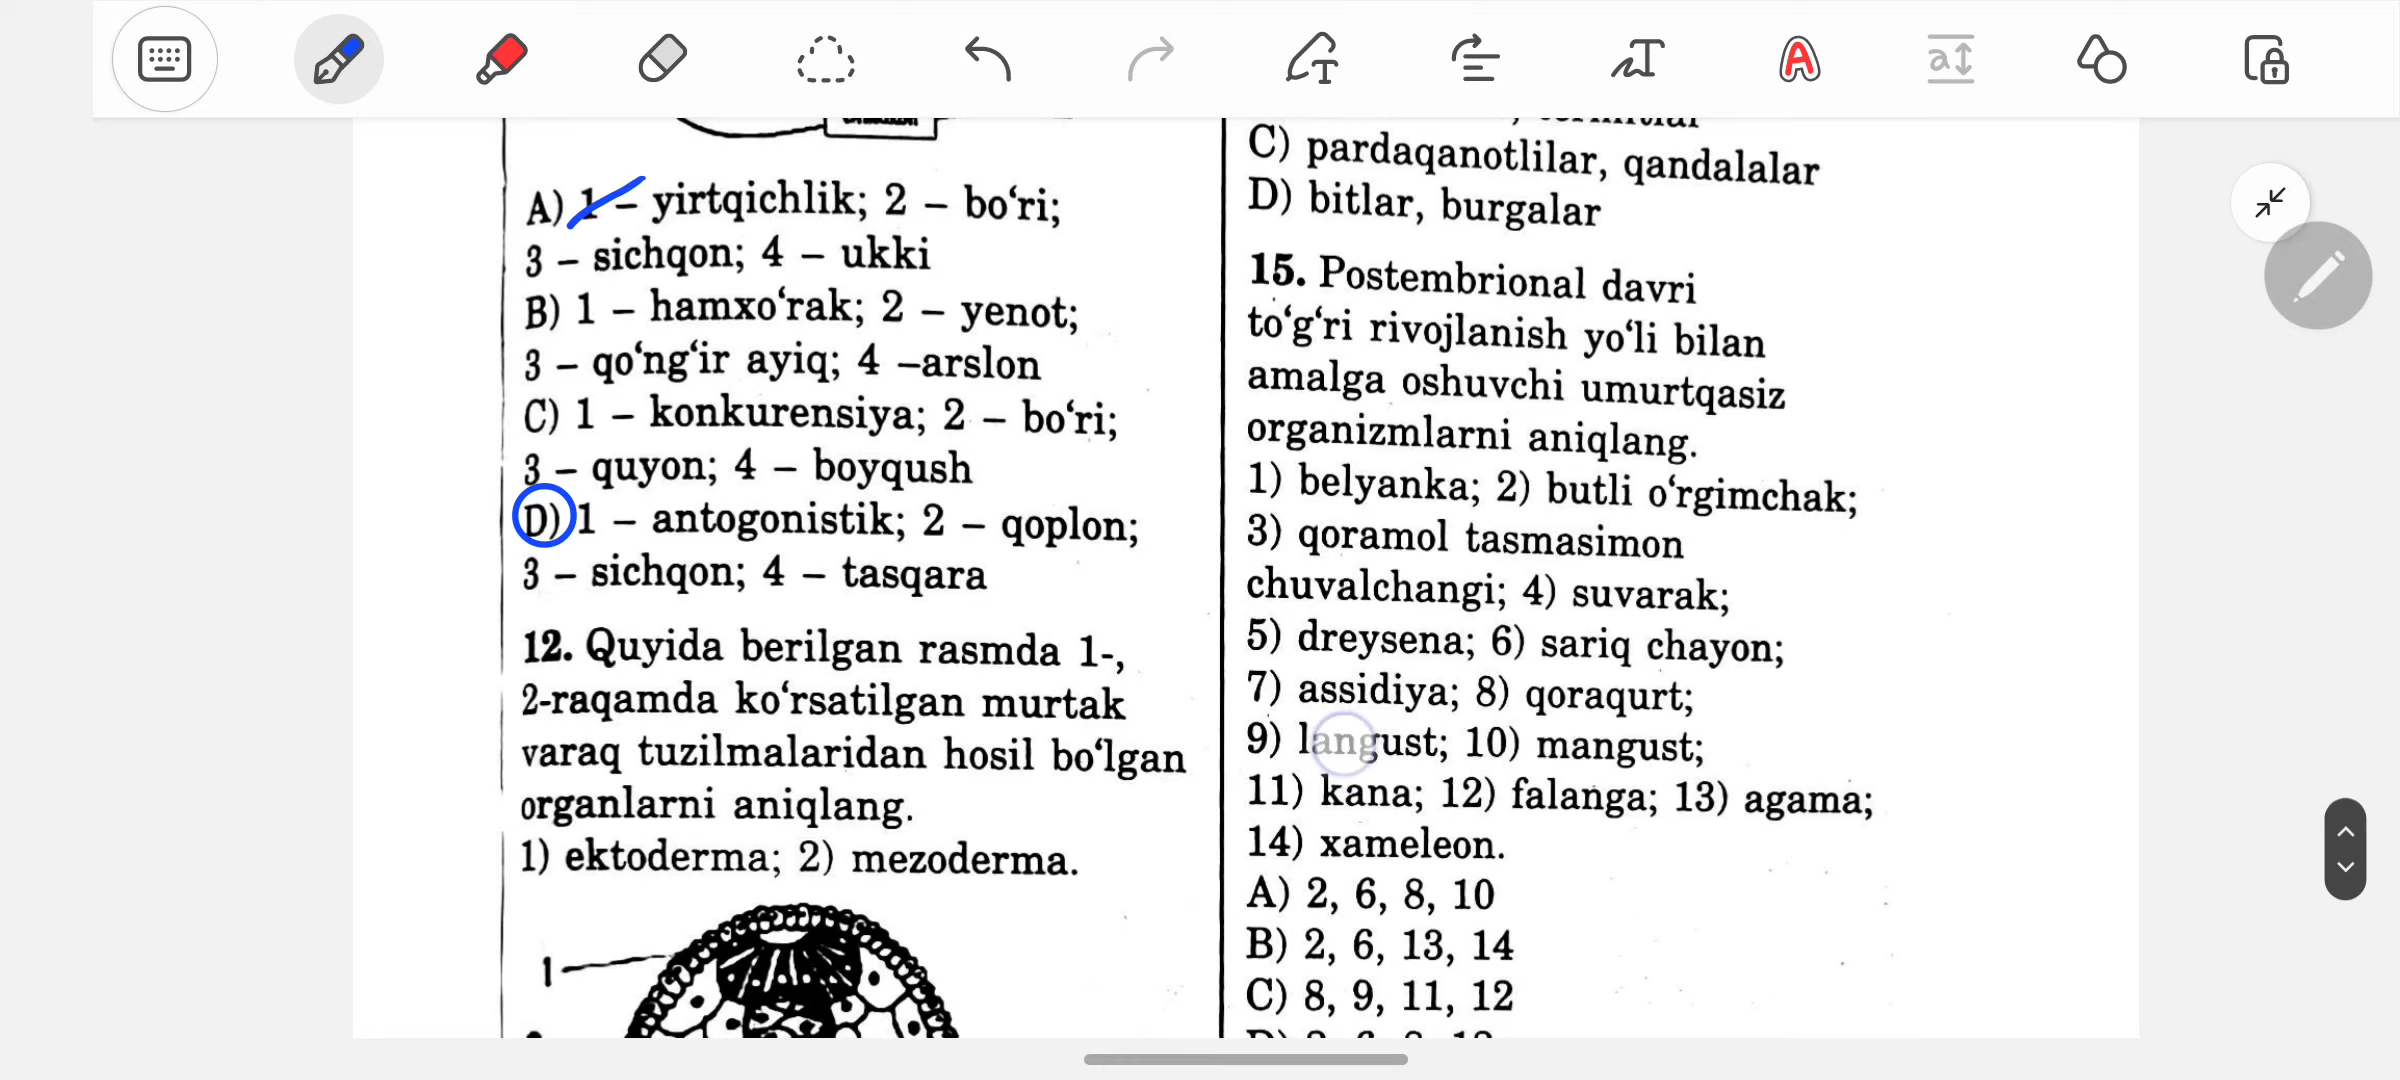 A) 1 – yirtqichlik; 2 – bo‘ri;
3 – sichqon; 4 – ukki
B) 1 – hamxo‘rak; 2 – yenot;
3 – qo‘ng‘ir ayiq; 4 –arslon
C) 1 – konkurensiya; 2 – bo‘ri;
3 – quyon; 4 – boyqush
D) 1 – antogonistik; 2 – qoplon;
3 – sichqon; 4 – tasqara
12. Quyida berilgan rasmda 1-,
2-raqamda ko‘rsatilgan murtak
varaq tuzilmalaridan hosil bo‘lgan
organlarni aniqlang.
1) ektoderma; 2) mezoderma.
1
C) pardaqanotlilar, qandalalar
D) bitlar, burgalar
15. Postembrional davri
to‘g‘ri rivojlanish yo‘li bilan
amalga oshuvchi umurtqasiz
organizmlarni aniqlang.
1) belyanka; 2) butli o‘rgimchak;
3) qoramol tasmasimon
chuvalchangi; 4) suvarak;
5) dreysena; 6) sariq chayon;
7) assidiya; 8) qoraqurt;
9) langust; 10) mangust;
11) kana; 12) falanga; 13) agama;
14) xameleon.
A) 2, 6, 8, 10
B) 2, 6, 13, 14
C) 8, 9, 11, 12